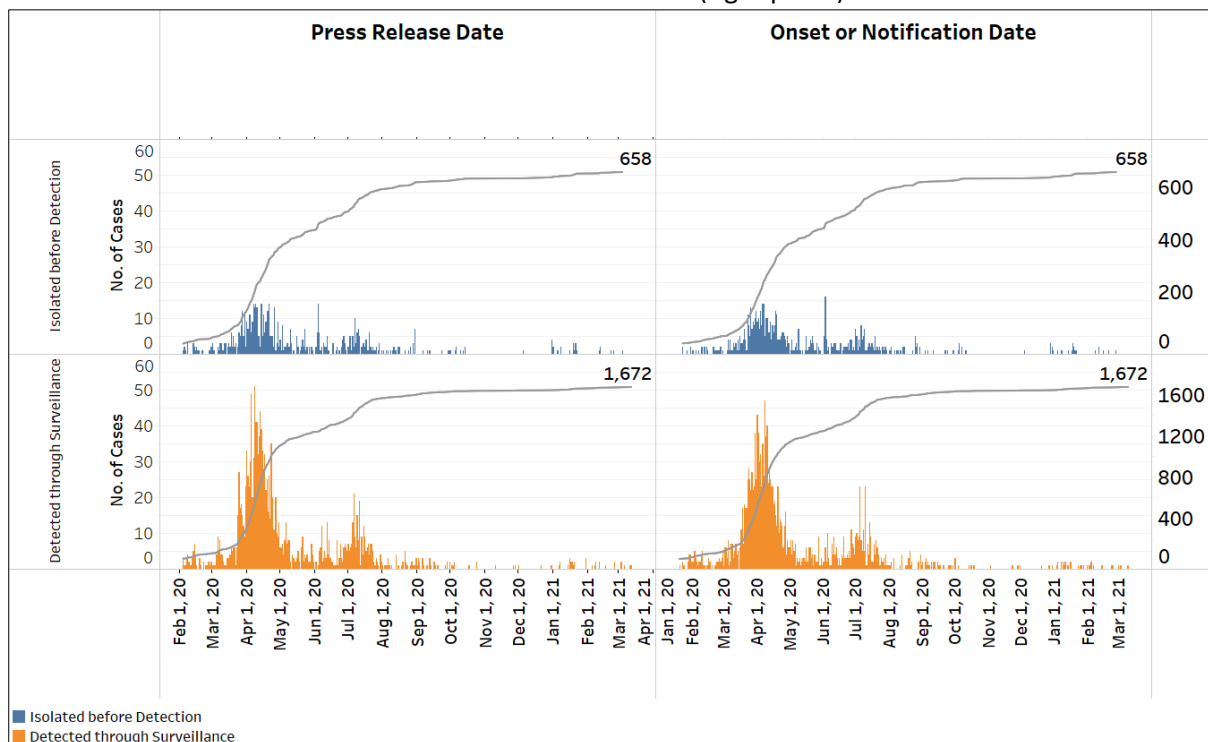 Press Release Date
Onset or Notification Date
Isolated before Detection
No. of Cases
60
50
40
30
20
10
0
658
658
600
400
200
0
Detected through Surveillance
No. of Cases
60
50
40
30
20
10
0
1,672
1,672
1600
1200
800
400
0
Feb 1, 20
Mar 1, 20
Apr 1, 20
May 1, 20
Jun 1, 20
Jul 1, 20
Aug 1, 20
Sep 1, 20
Oct 1, 20
Nov 1, 20
Dec 1, 20
Jan 1, 21
Feb 1, 21
Mar 1, 21
Apr 1, 21
Jan 1, 20
Feb 1, 20
Mar 1, 20
Apr 1, 20
May 1, 20
Jun 1, 20
Jul 1, 20
Aug 1, 20
Sep 1, 20
Oct 1, 20
Nov 1, 20
Dec 1, 20
Jan 1, 21
Feb 1, 21
Mar 1, 21
Isolated before Detection
Detected through Surveillance